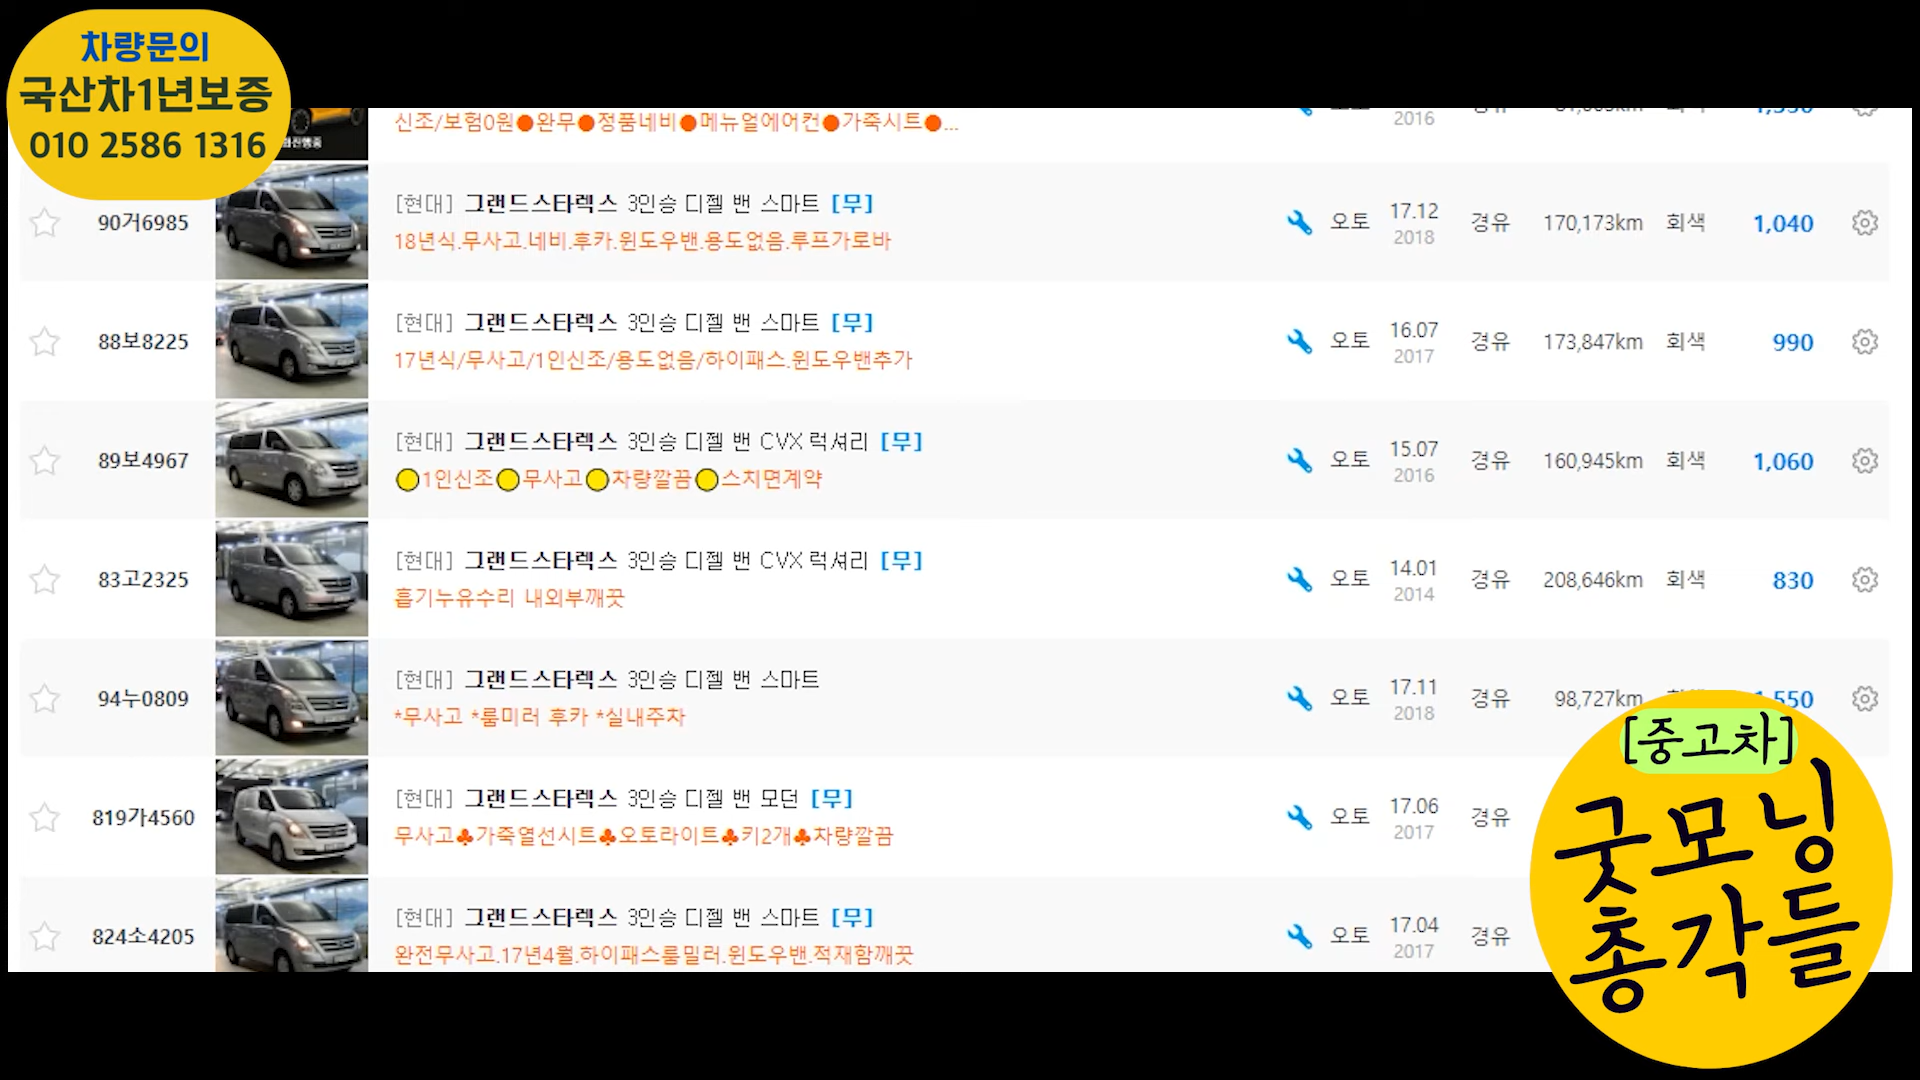 차량문의
국산차1년보증
010 2586 1316
신조/보험0원●완무●정품네비●메뉴얼에어컨●가죽시트●...
2016
90거6985
[현대] 그랜드스타렉스 3인승 디젤 밴 스마트 [무]
18년식.무사고.네비.후카.윈도우밴.용도없음.루프가로바
오토 17.12 경유 170,173km 회색 1,040
2018
88보8225
[현대] 그랜드스타렉스 3인승 디젤 밴 스마트 [무]
17년식/무사고/1인신조/용도없음/하이패스.윈도우밴추가
오토 16.07 경유 173,847km 회색 990
2017
89보4967
[현대] 그랜드스타렉스 3인승 디젤 밴 CVX 럭셔리 [무]
●1인신조●무사고●차량깔끔●스치면계약
오토 15.07 경유 160,945km 회색 1,060
2016
83고2325
[현대] 그랜드스타렉스 3인승 디젤 밴 CVX 럭셔리 [무]
흡기누유수리 내외부깨끗
오토 14.01 경유 208,646km 회색 830
2014
94누0809
[현대] 그랜드스타렉스 3인승 디젤 밴 스마트
*무사고 *룸미러 후카 *실내주차
오토 17.11 경유 98,727km
2018
819가4560
[현대] 그랜드스타렉스 3인승 디젤 밴 모던 [무]
무사고♣가죽열선시트♣오토라이트♣키2개♣차량깔끔
오토 17.06 경유
2017
824소4205
[현대] 그랜드스타렉스 3인승 디젤 밴 스마트 [무]
완전무사고.17년4월.하이패스룸밀러.윈도우밴.적재함깨끗
오토 17.04 경유
2017
[중고차]
굿모닝
총각들